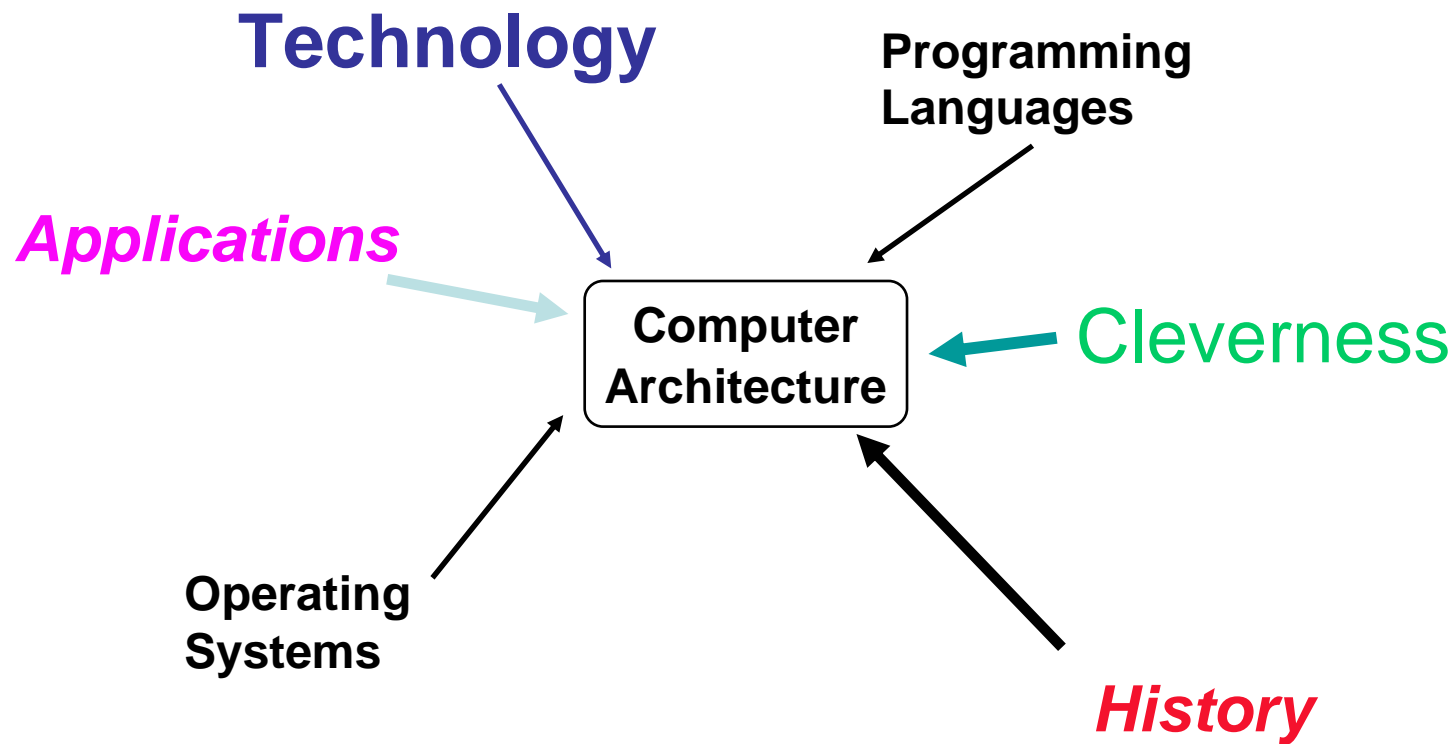 Technology
Programming
Languages
Applications
Computer
Architecture
Cleverness
Operating
Systems
History